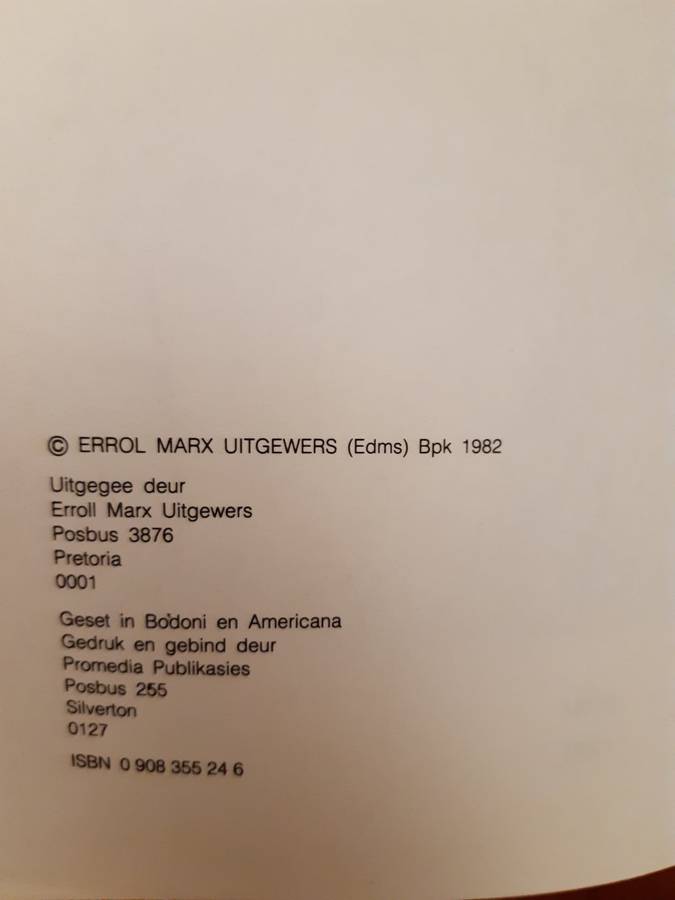 © ERROL MARX UITGEWERS (Edms) Bpk 1982
Uitgegee deur
Erroll Marx Uitgewers
Posbus 3876
Pretoria
0001
Geset in Bodoni en Americana
Gedruk en gebind deur
Promedia Publikasies
Posbus 255
Silverton
0127
ISBN 0 908 355 24 6